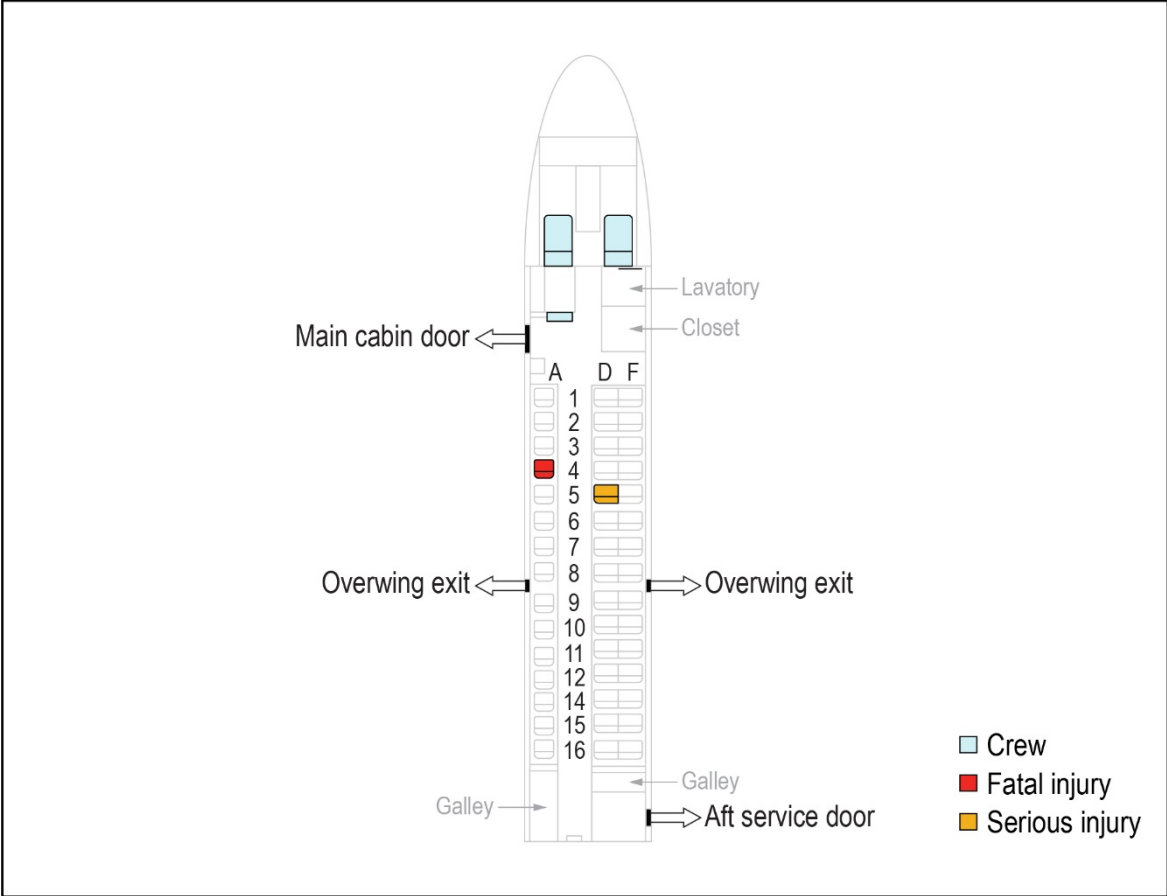 Lavatory
Closet
Main cabin door
A D F
1
2
3
4
5
6
7
8
Overwing exit
Overwing exit
9
10
11
12
14
15
16
Galley
Galley
Aft service door
Crew
Fatal injury
Serious injury